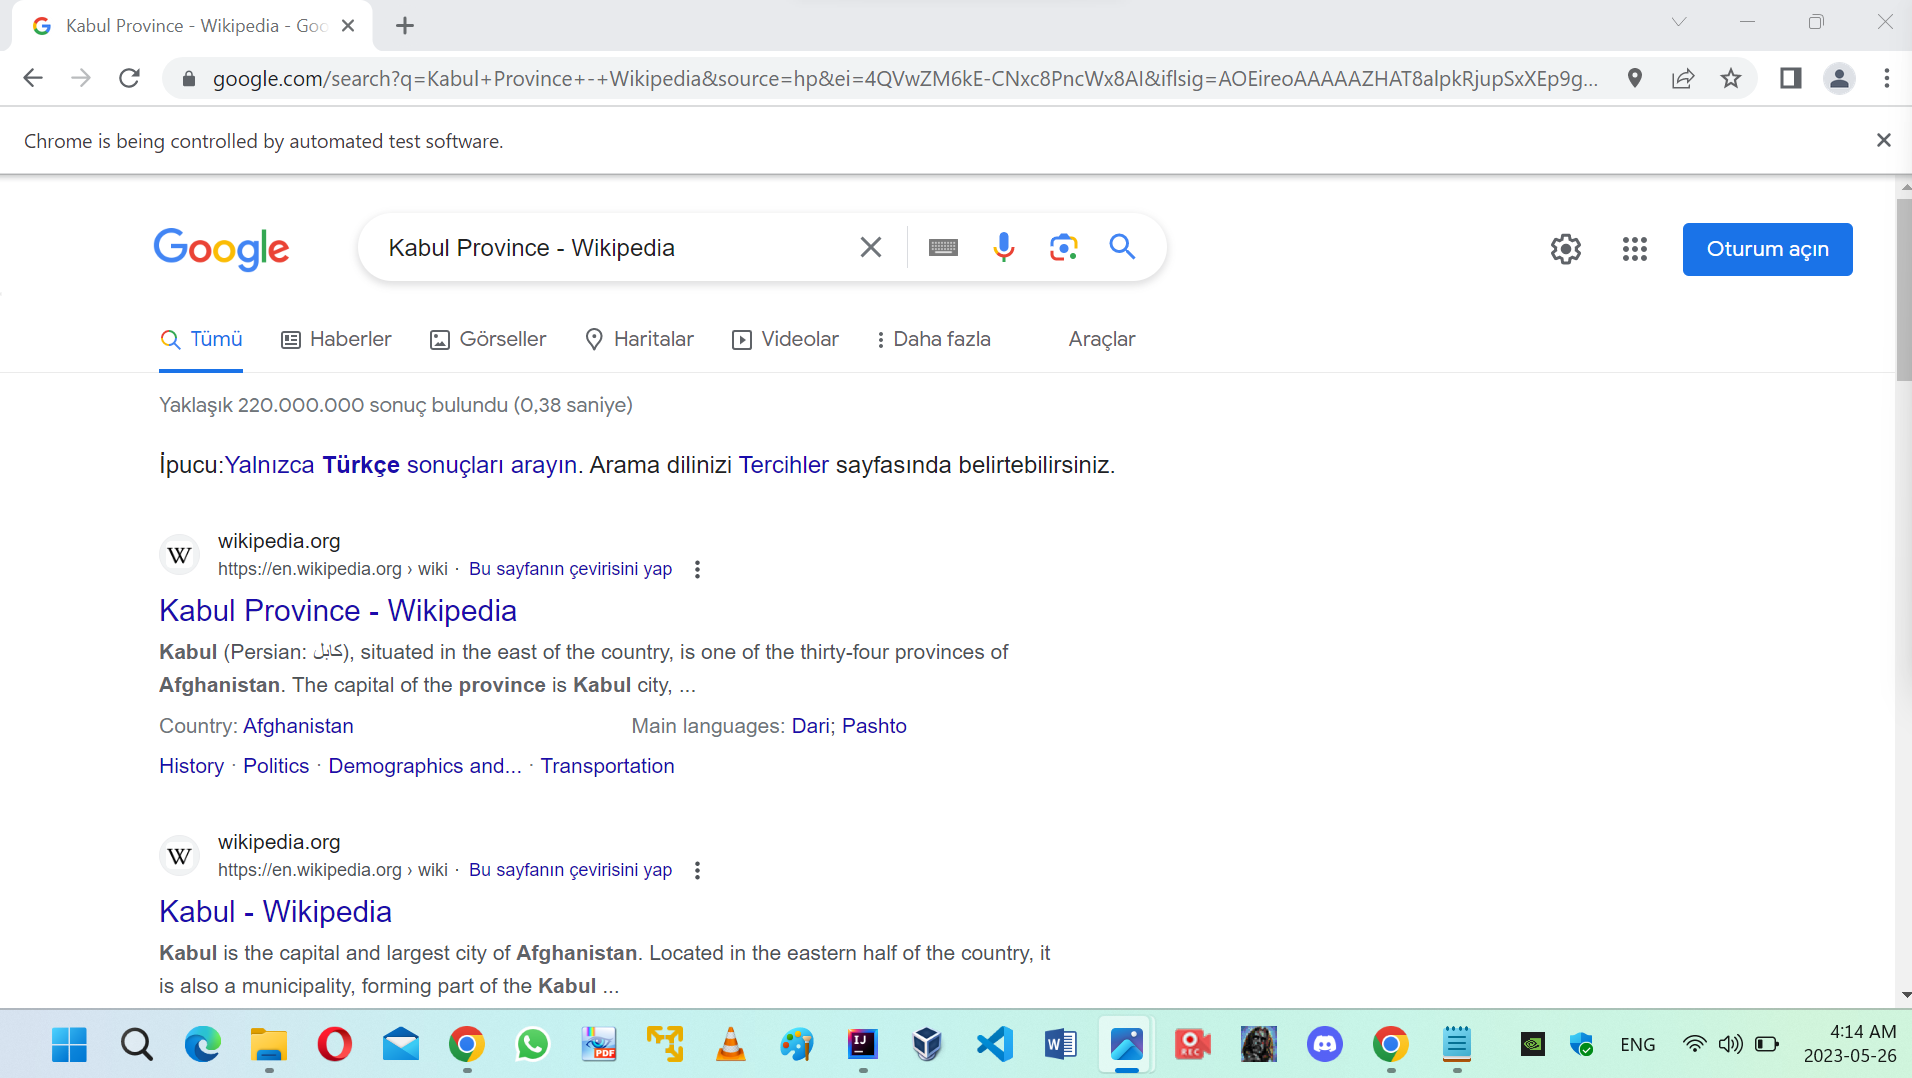 Kabul Province - Wikipedia - Goo
google.com/search?q=Kabul+Province+-+Wikipedia&source=hp&ei=4QVwZM6kE-CNxc8PncWx8AI&iflsig=AOEireoAAAAAZHAT8alpkRjupSxXEp9g...
Chrome is being controlled by automated test software.
Google
Kabul Province - Wikipedia
Oturum açın
Tümü Haberler Görseller Haritalar Videolar Daha fazla Araçlar
Yaklaşık 220.000.000 sonuç bulundu (0,38 saniye)
İpucu:Yalnızca Türkçe sonuçları arayın. Arama dilinizi Tercihler sayfasında belirtebilirsiniz.
W
wikipedia.org
https://en.wikipedia.org › wiki · Bu sayfanın çevirisini yap
Kabul Province - Wikipedia
Kabul (Persian: کابل), situated in the east of the country, is one of the thirty-four provinces of
Afghanistan. The capital of the province is Kabul city, ...
Country: Afghanistan Main languages: Dari; Pashto
History · Politics · Demographics and... · Transportation
W
wikipedia.org
https://en.wikipedia.org › wiki · Bu sayfanın çevirisini yap
Kabul - Wikipedia
Kabul is the capital and largest city of Afghanistan. Located in the eastern half of the country, it
is also a municipality, forming part of the Kabul ...
PDF
IJ
W
REC
ENG
4:14 AM
2023-05-26